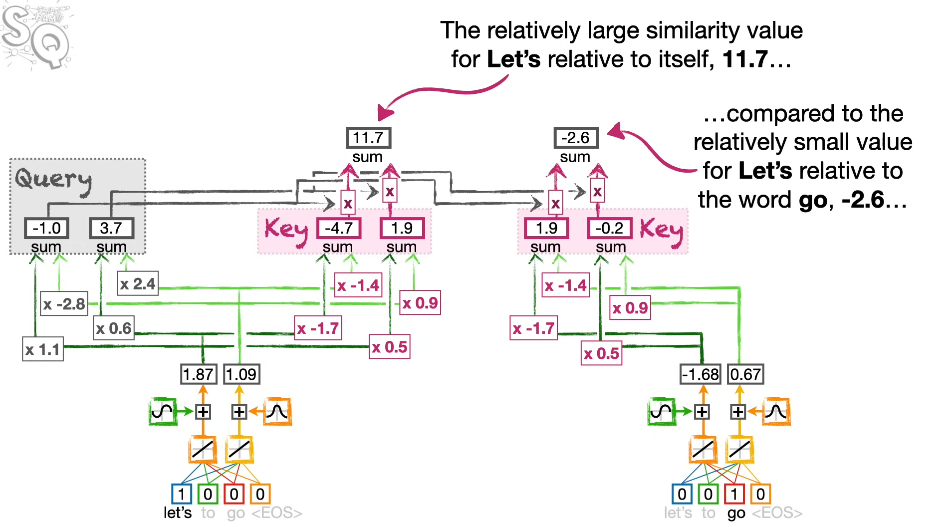 SQ
The relatively large similarity value
for Let's relative to itself, 11.7…
…compared to the
relatively small value
for Let's relative to
the word go, -2.6…
11.7
sum
-2.6
sum
Query
x
x
x
x
-1.0
3.7
Key
-4.7
1.9
1.9
-0.2
Key
sum
sum
sum
sum
sum
sum
x 2.4
x -1.4
x -1.4
x -2.8
x 0.9
x 0.9
x 0.6
x -1.7
x -1.7
x 1.1
x 0.5
x 0.5
1.87
1.09
-1.68
0.67
+
+
+
+
1
0
0
0
0
0
1
0
let's to go <EOS>
let's to go <EOS>